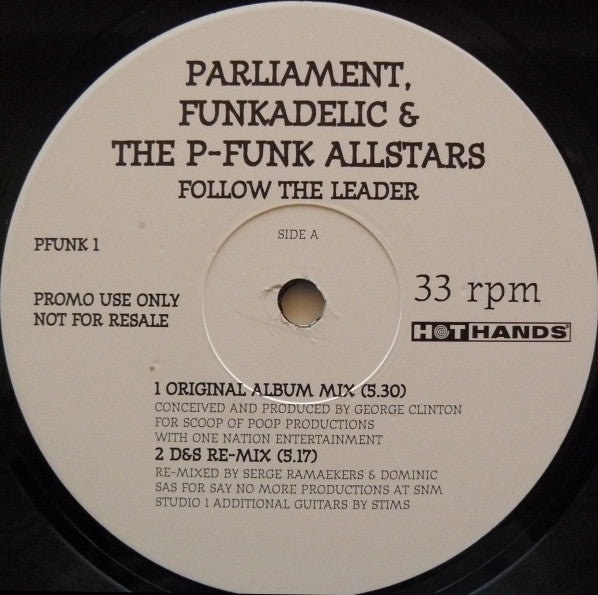 PARLIAMENT,
FUNKADELIC &
THE P-FUNK ALLSTARS
FOLLOW THE LEADER
SIDE A
PFUNK 1
33 rpm
PROMO USE ONLY
NOT FOR RESALE
HOT HANDS
1 ORIGINAL ALBUM MIX (5.30)
CONCEIVED AND PRODUCED BY GEORGE CLINTON
FOR SCOOP OF POOP PRODUCTIONS
WITH ONE NATION ENTERTAINMENT
2 D&S RE-MIX (5.17)
RE-MIXED BY SERGE RAMAEKERS & DOMINIC
SAS FOR SAY NO MORE PRODUCTIONS AT SNM
STUDIO 1 ADDITIONAL GUITARS BY STIMS